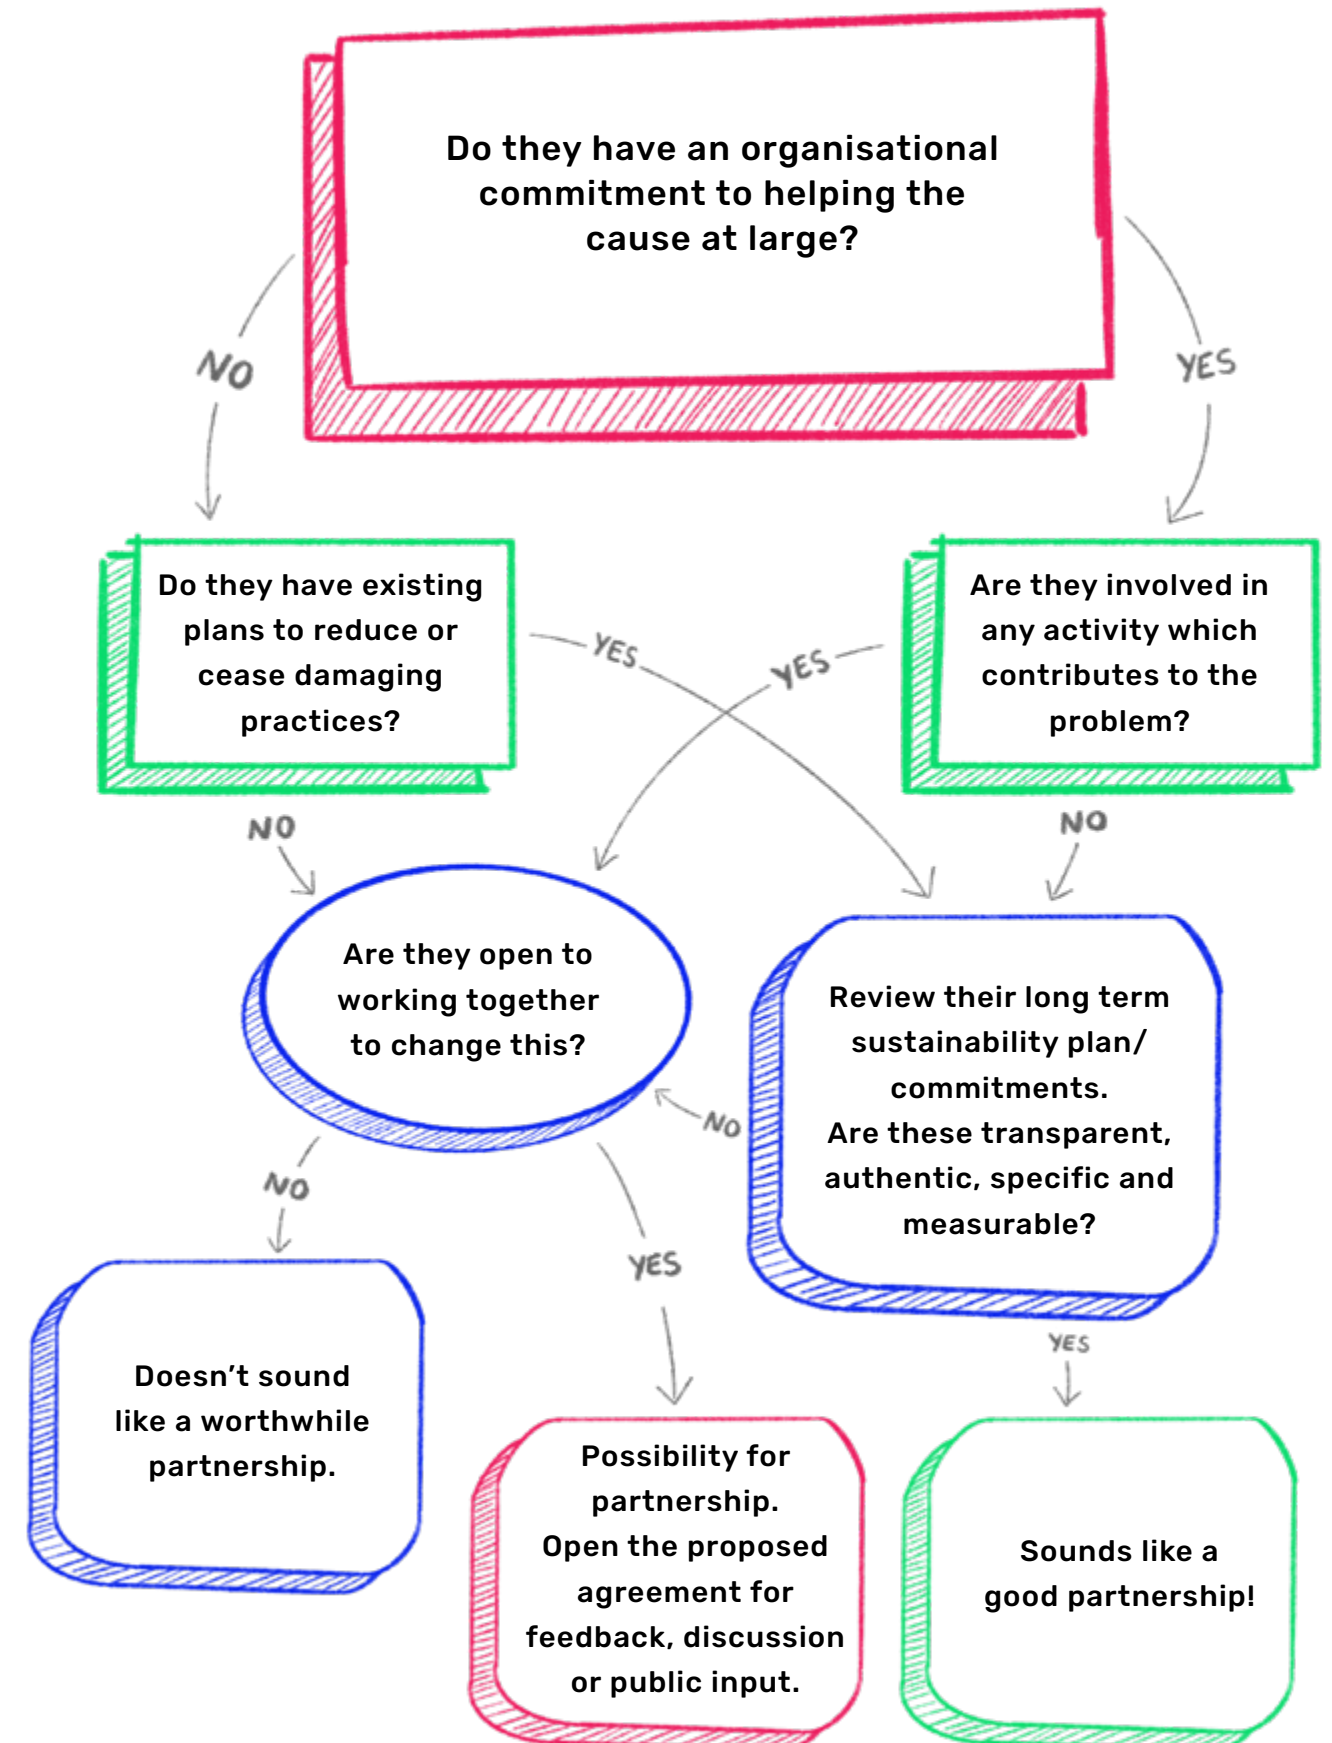 Do they have an organisational
commitment to helping the
cause at large?
NO
YES
Do they have existing
plans to reduce or
cease damaging
practices?
Are they involved in
any activity which
contributes to the
problem?
YES
YES
NO
NO
Are they open to
working together
to change this?
Review their long term
sustainability plan/
commitments.
Are these transparent,
authentic, specific and
measurable?
NO
NO
YES
YES
Doesn’t sound
like a worthwhile
partnership.
Possibility for
partnership.
Open the proposed
agreement for
feedback, discussion
or public input.
Sounds like a
good partnership!